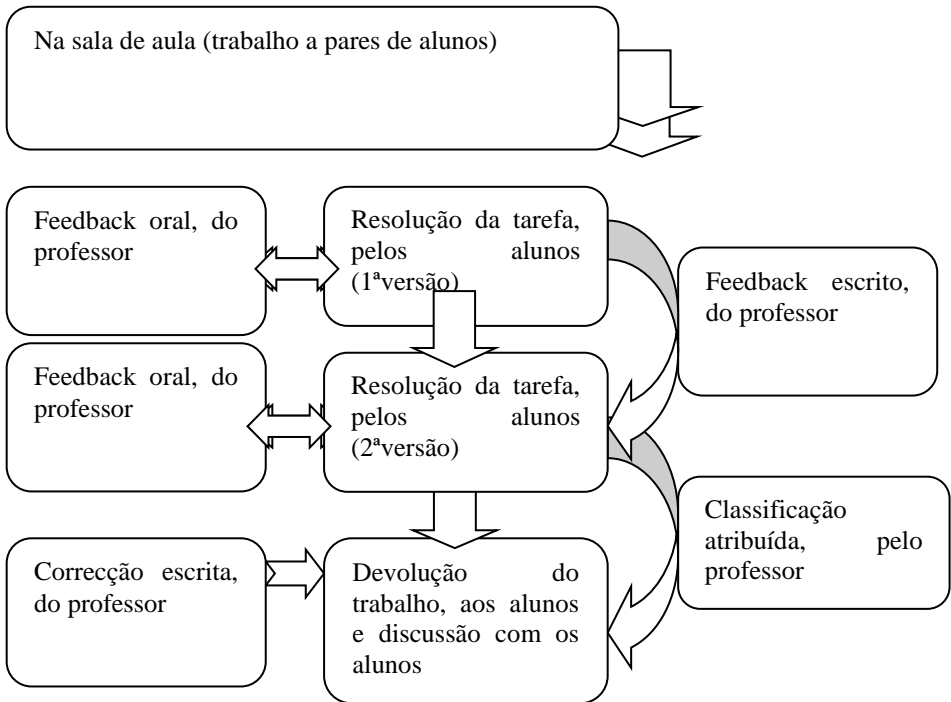 Na sala de aula (trabalho a pares de alunos)
Feedback oral, do
professor
Resolução da tarefa,
pelos alunos
(1ªversão)
Feedback escrito,
do professor
Feedback oral, do
professor
Resolução da tarefa,
pelos alunos
(2ªversão)
Classificação
atribuída, pelo
professor
Correcção escrita,
do professor
Devolução do
trabalho, aos alunos
e discussão com os
alunos